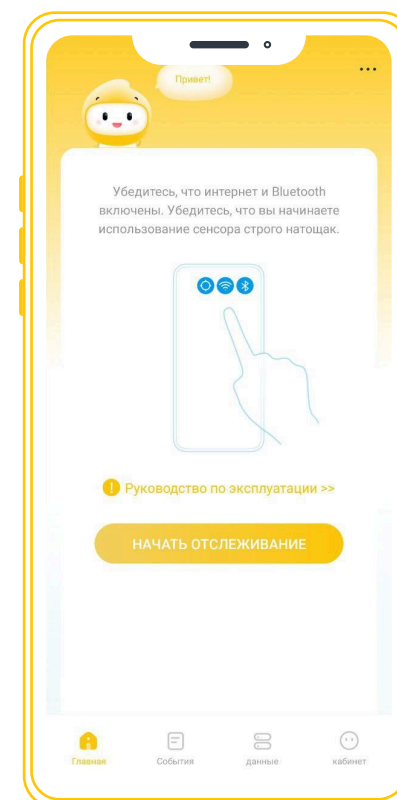 Привет!
Убедитесь, что интернет и Bluetooth
включены. Убедитесь, что вы начинаете
использование сенсора строго натощак.
! Руководство по эксплуатации >>
НАЧАТЬ ОТСЛЕЖИВАНИЕ
Главная События данные кабинет